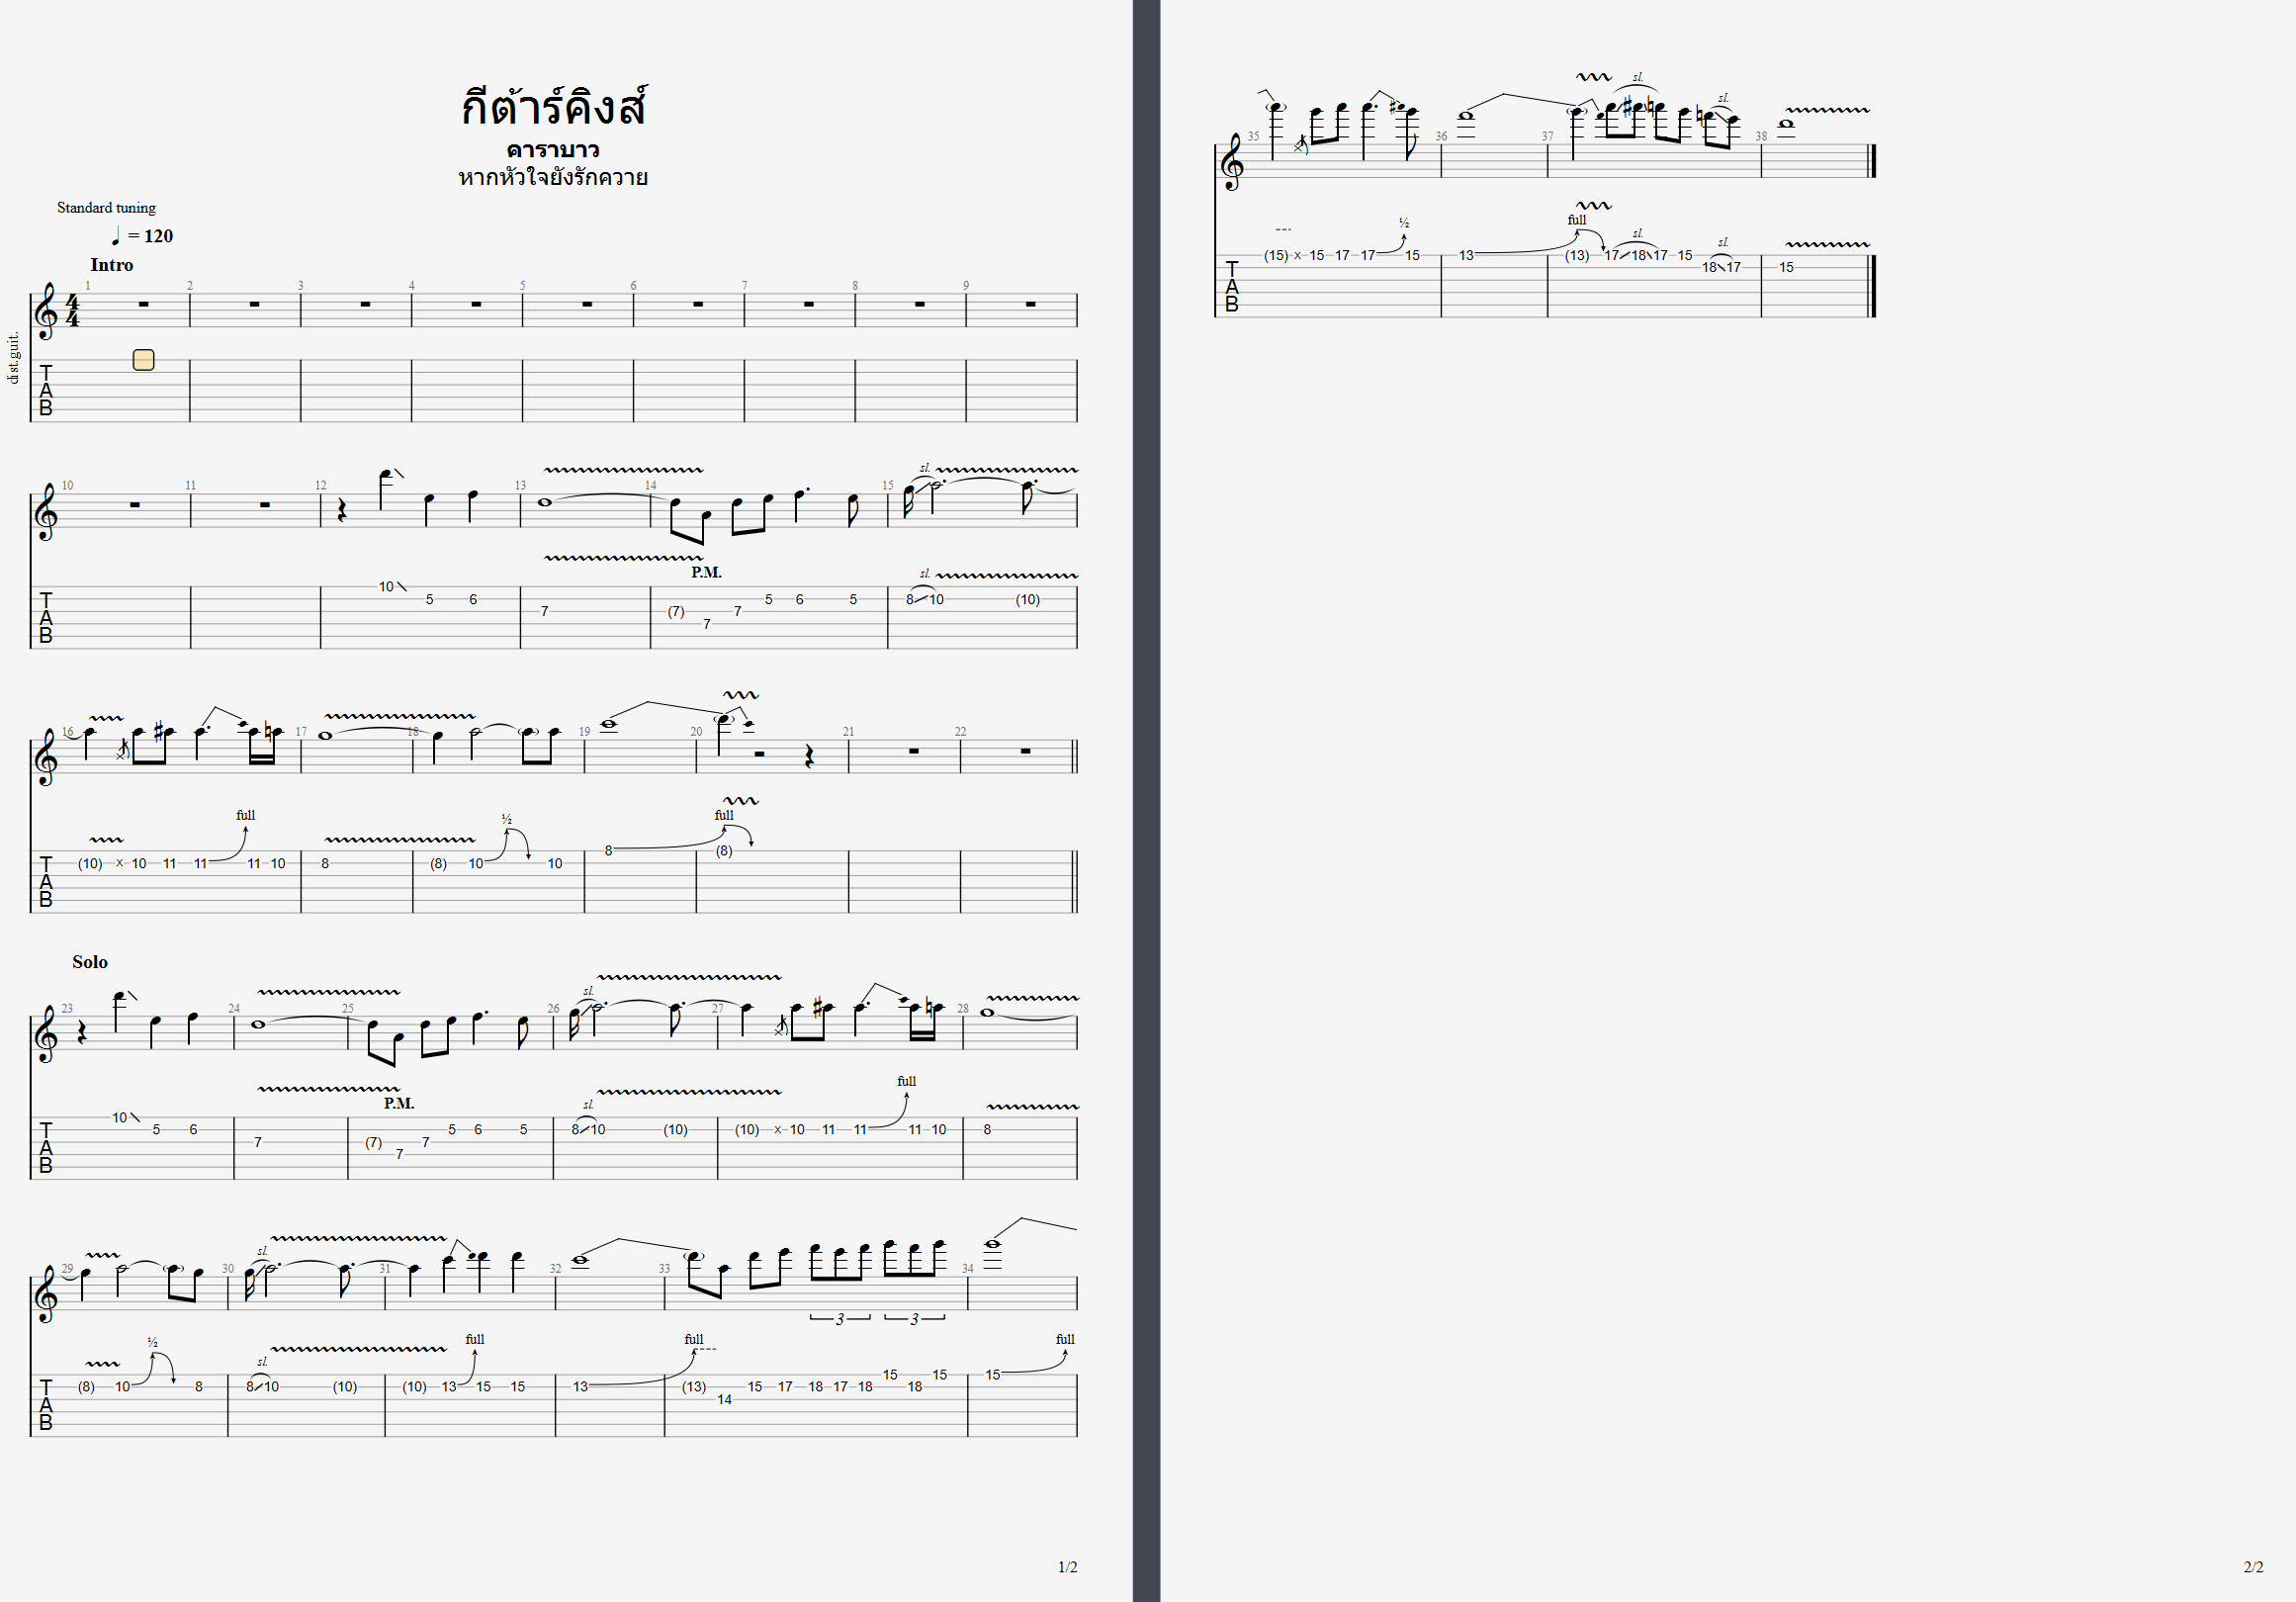 กีต้าร์คิงส์
คาราบาว
หากหัวใจยังรักควาย
Standard tuning
= 120
Intro
dist.guit.
4
4
1 2 3 4 5 6 7 8 9
T
A
B
10 11 12 13 14 15
sl.
P.M.
sl.
10 5 6 7 (7) 7 7 5 6 5 8 10 (10)
T
A
B
16 17 18 19 20 21 22
full ½ full
(10) x 10 11 11 11 10 8 (8) 10 10 8 (8)
T
A
B
Solo
23 24 25 26 27 28
sl.
P.M.
sl.
full
10 5 6 7 (7) 7 7 5 6 5 8 10 (10) (10) x 10 11 11 11 10 8
T
A
B
29 30 31 32 33 34
sl.
3 3
½ sl. full full full
(8) 10 8 8 10 (10) (10) 13 15 15 13 (13) 14 15 17 18 17 18 15 18 15 15
T
A
B
1/2
sl.
sl.
35 36 37 38
½ full sl. sl.
(15) x 15 17 17 15 13 (13) 17 18 17 15 18 17 15
T
A
B
2/2